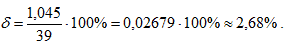 δ = 1,045/39 · 100% = 0,02679 · 100% ≈ 2,68% .